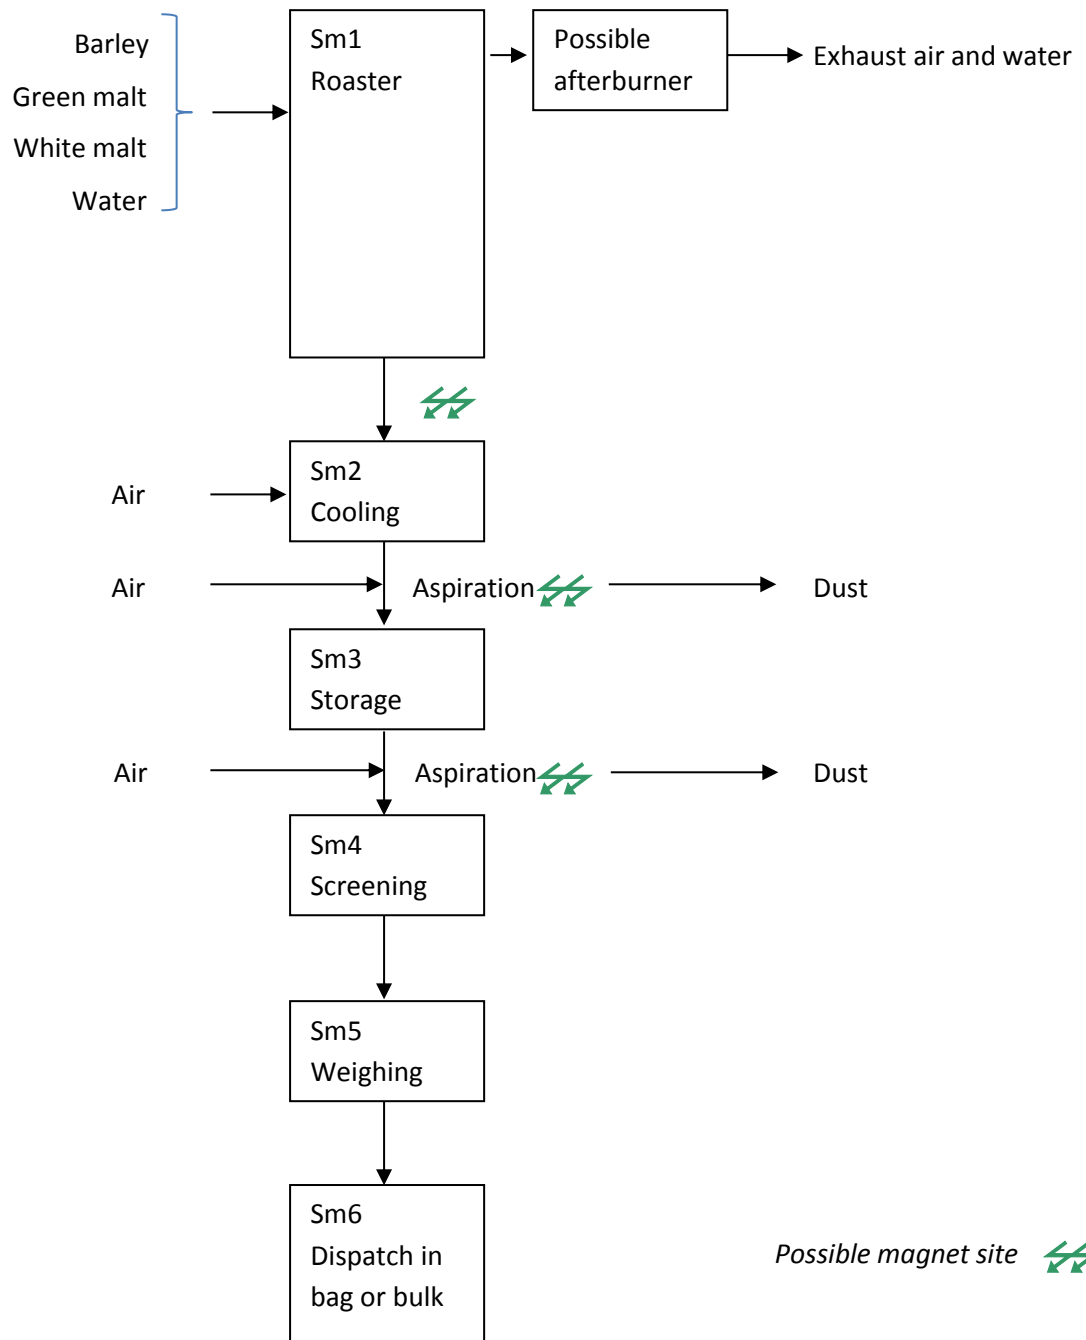 Barley
Green malt
White malt
Water
Sm1
Roaster
Possible
afterburner
Exhaust air and water
Air
Sm2
Cooling
Air
Aspiration
Dust
Sm3
Storage
Air
Aspiration
Dust
Sm4
Screening
Sm5
Weighing
Sm6
Dispatch in
bag or bulk
Possible magnet site